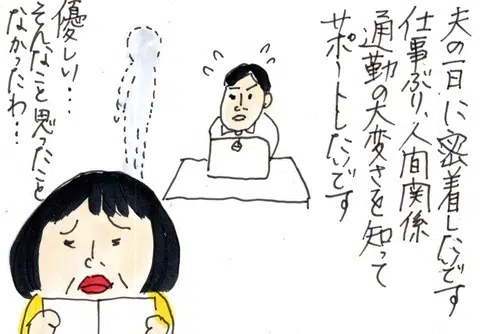 夫の一日に密着したいです
仕事ぶり、人間関係
通勤の大変さを知って
サポートしたいです
優しい…
そんなこと思ったこと
なかったわ…